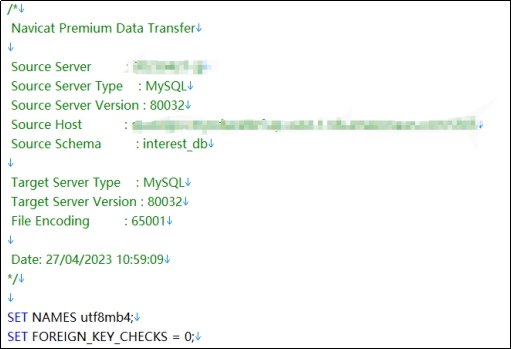 /*
Navicat Premium Data Transfer
Source Server :
Source Server Type : MySQL
Source Server Version : 80032
Source Host :
Source Schema : interest_db
Target Server Type : MySQL
Target Server Version : 80032
File Encoding : 65001
Date: 27/04/2023 10:59:09
*/
SET NAMES utf8mb4;
SET FOREIGN_KEY_CHECKS = 0;